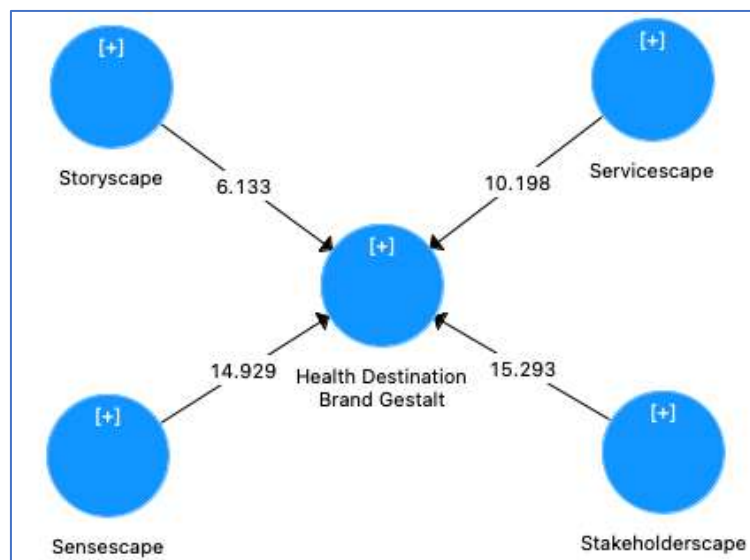 [+]
Storyscape
[+]
Servicescape
6.133
10.198
[+]
Health Destination
Brand Gestalt
14.929
15.293
[+]
Sensescape
[+]
Stakeholderscape